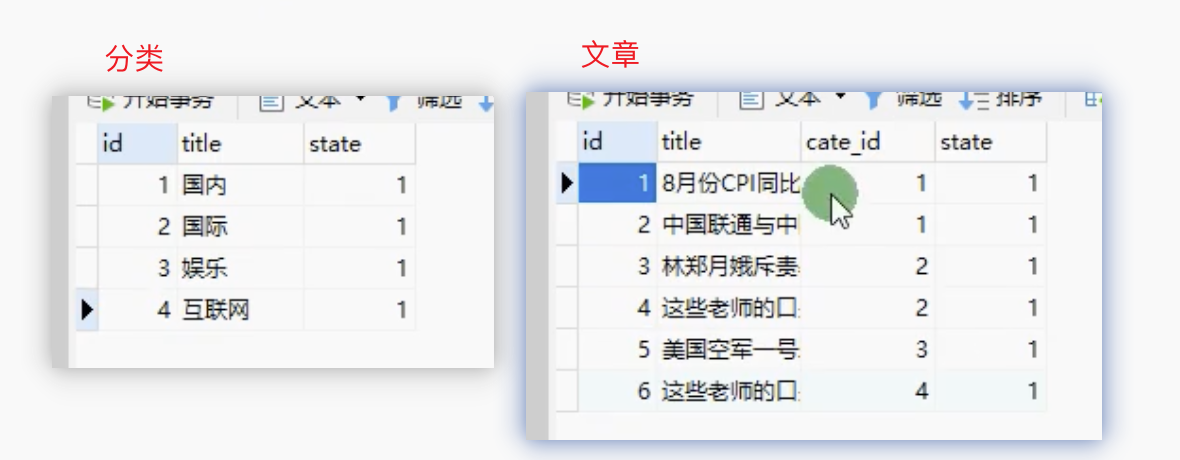 分类
文章
开始事务 文本 筛选
开始事务 文本 筛选 排序
id title state
1 国内 1
2 国际 1
3 娱乐 1
4 互联网 1
id title cate_id state
1 8月份CPI同比 1 1
2 中国联通与中 1 1
3 林郑月娥斥责 2 1
4 这些老师的口 2 1
5 美国空军一号 3 1
6 这些老师的口 4 1